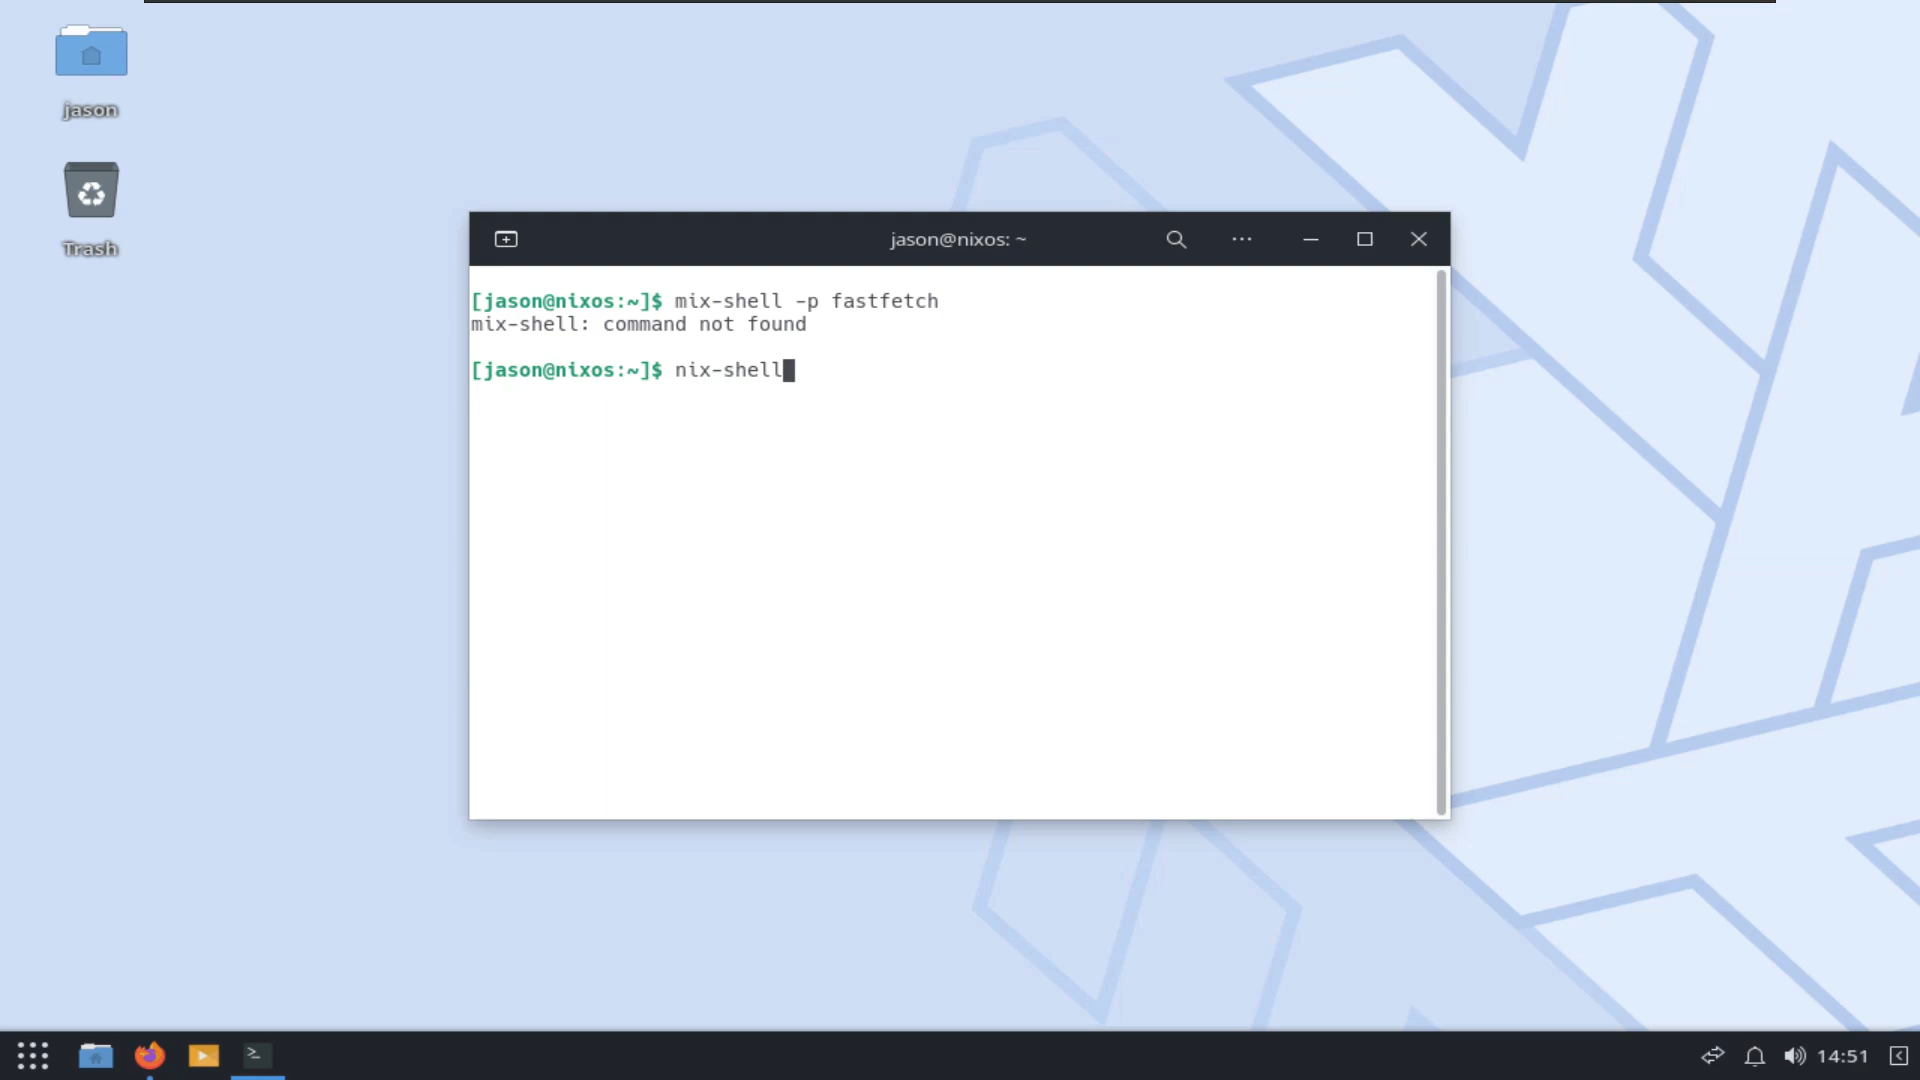 jason
Trash
jason@nixos: ~
[jason@nixos:~]$ mix-shell -p fastfetch
mix-shell: command not found
[jason@nixos:~]$ nix-shell
14:51